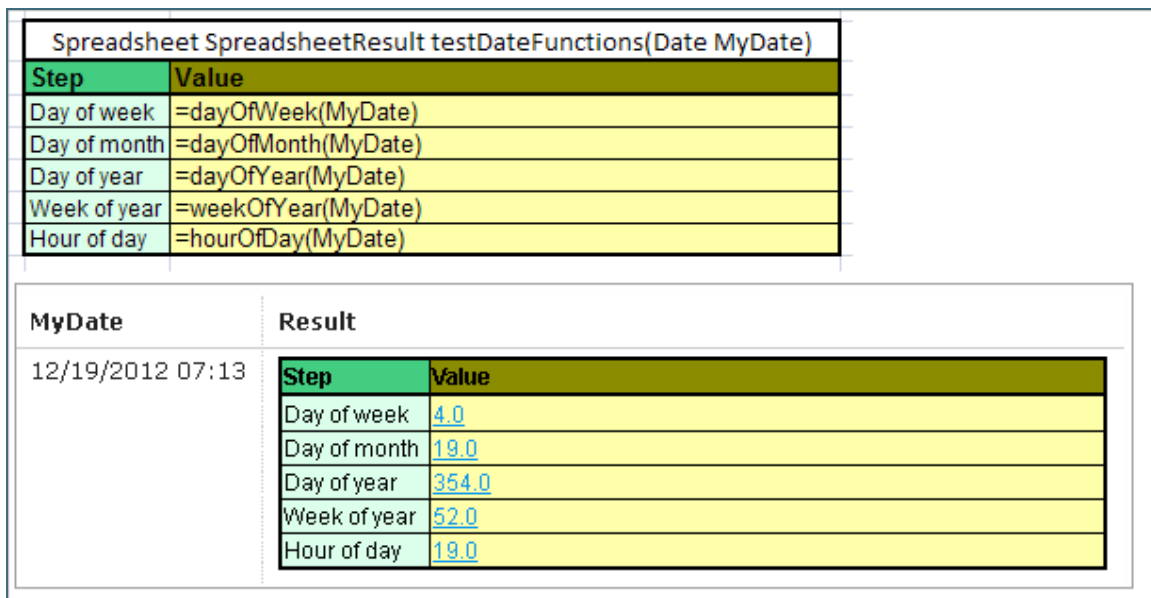 Spreadsheet SpreadsheetResult testDateFunctions(Date MyDate)
Step Value
Day of week =dayOfWeek(MyDate)
Day of month =dayOfMonth(MyDate)
Day of year =dayOfYear(MyDate)
Week of year =weekOfYear(MyDate)
Hour of day =hourOfDay(MyDate)
MyDate Result
12/19/2012 07:13 Step Value
Day of week 4.0
Day of month 19.0
Day of year 354.0
Week of year 52.0
Hour of day 19.0